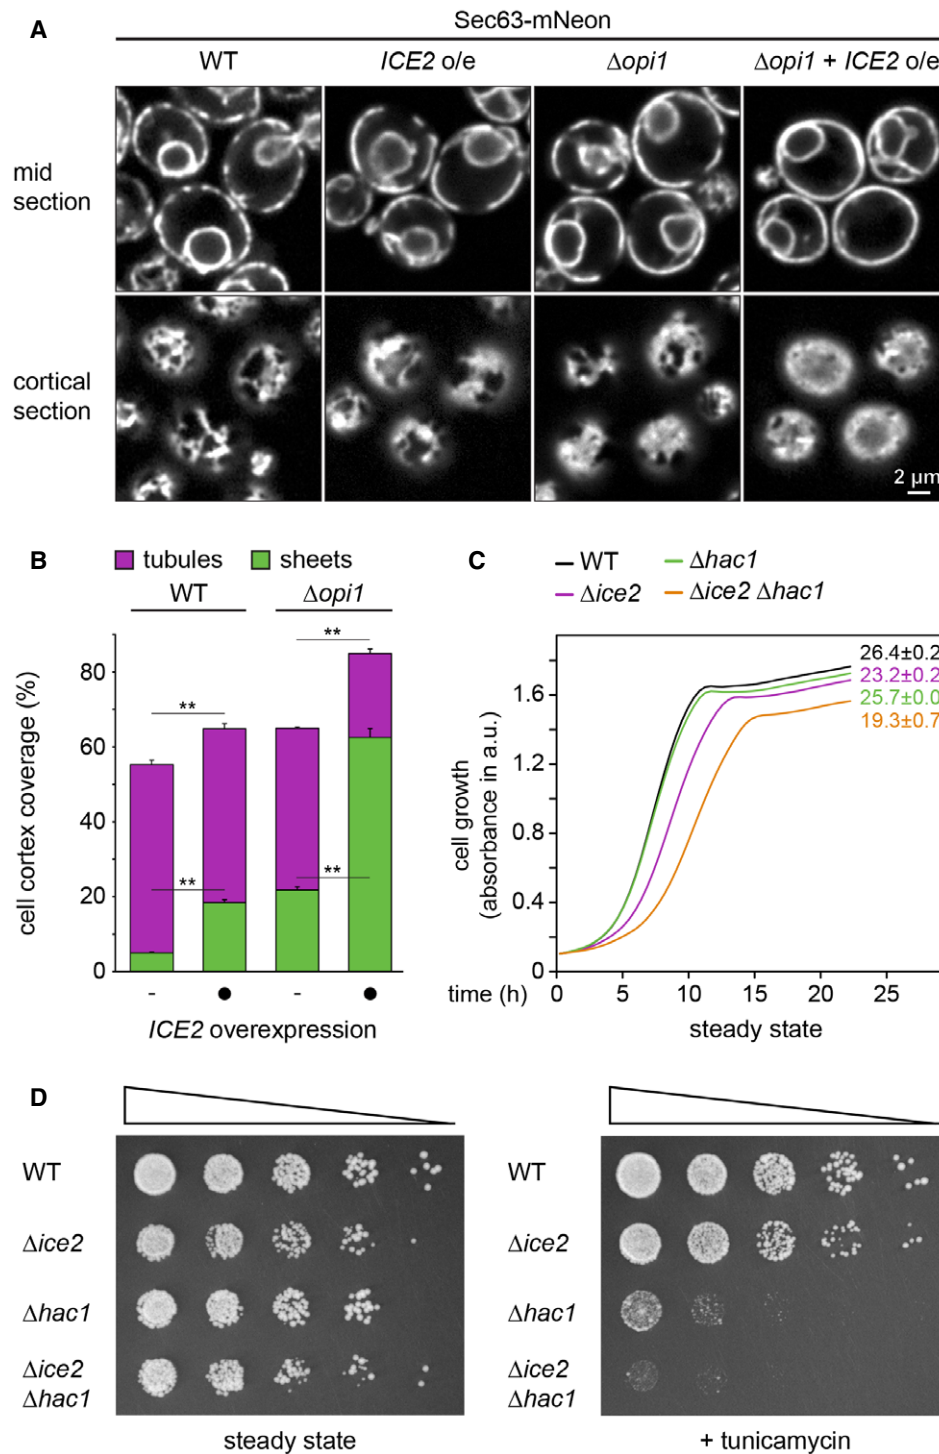 A
Sec63-mNeon
WT
ICE2 o/e
Δopi1
Δopi1 + ICE2 o/e
mid
section
cortical
section
2 µm
B
tubules
sheets
WT
Δopi1
cell cortex coverage (%)
80
60
40
20
0
**
**
**
**
-
●
-
●
ICE2 overexpression
C
WT
Δhac1
Δice2
Δice2 Δhac1
cell growth
(absorbance in a.u.)
1.6
1.2
0.8
0.4
0
26.4±0.2
23.2±0.2
25.7±0.0
19.3±0.7
time (h)
0
5
10
15
20
25
steady state
D
WT
Δice2
Δhac1
Δice2
Δhac1
steady state
WT
Δice2
Δhac1
Δice2
Δhac1
+ tunicamycin